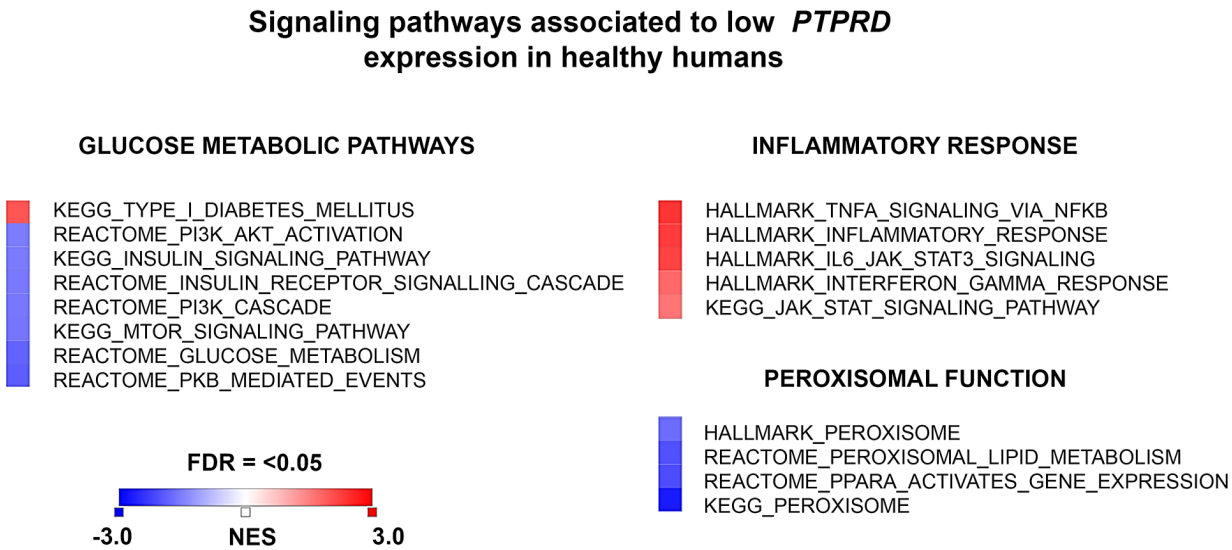 Signaling pathways associated to low PTPRD
expression in healthy humans
GLUCOSE METABOLIC PATHWAYS
KEGG_TYPE_I_DIABETES_MELLITUS
REACTOME_PI3K_AKT_ACTIVATION
KEGG_INSULIN_SIGNALING_PATHWAY
REACTOME_INSULIN_RECEPTOR_SIGNALLING_CASCADE
REACTOME_PI3K_CASCADE
KEGG_MTOR_SIGNALING_PATHWAY
REACTOME_GLUCOSE_METABOLISM
REACTOME_PKB_MEDIATED_EVENTS
FDR = <0.05
-3.0 NES 3.0
INFLAMMATORY RESPONSE
HALLMARK_TNFA_SIGNALING_VIA_NFKB
HALLMARK_INFLAMMATORY_RESPONSE
HALLMARK_IL6_JAK_STAT3_SIGNALING
HALLMARK_INTERFERON_GAMMA_RESPONSE
KEGG_JAK_STAT_SIGNALING_PATHWAY
PEROXISOMAL FUNCTION
HALLMARK_PEROXISOME
REACTOME_PEROXISOMAL_LIPID_METABOLISM
REACTOME_PPARA_ACTIVATES_GENE_EXPRESSION
KEGG_PEROXISOME